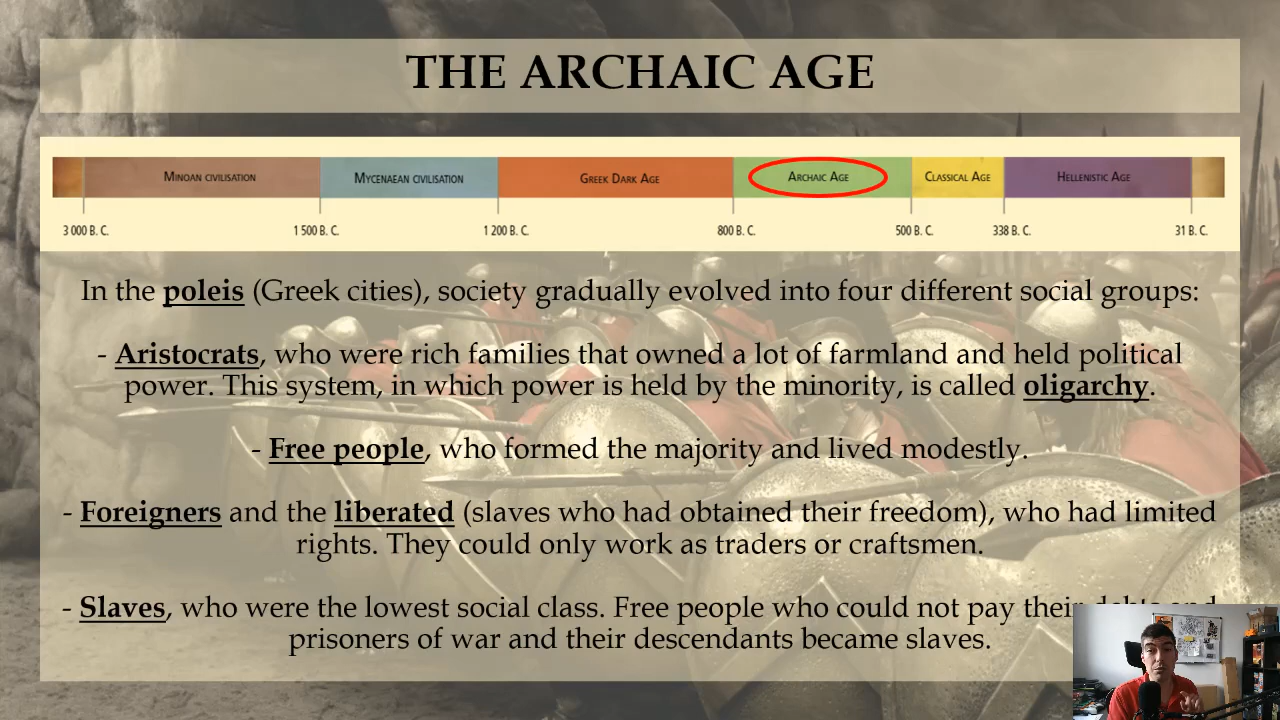 THE ARCHAIC AGE
MINOAN CIVILISATION
MYCENAEAN CIVILISATION
GREEK DARK AGE
ARCHAIC AGE
CLASSICAL AGE
HELLENISTIC AGE
3 000 B. C.
1 500 B. C.
1 200 B. C.
800 B. C.
500 B. C.
338 B. C.
31 B. C.
In the poleis (Greek cities), society gradually evolved into four different social groups:
- Aristocrats, who were rich families that owned a lot of farmland and held political
power. This system, in which power is held by the minority, is called oligarchy.
- Free people, who formed the majority and lived modestly.
- Foreigners and the liberated (slaves who had obtained their freedom), who had limited
rights. They could only work as traders or craftsmen.
- Slaves, who were the lowest social class. Free people who could not pay their debts and
prisoners of war and their descendants became slaves.